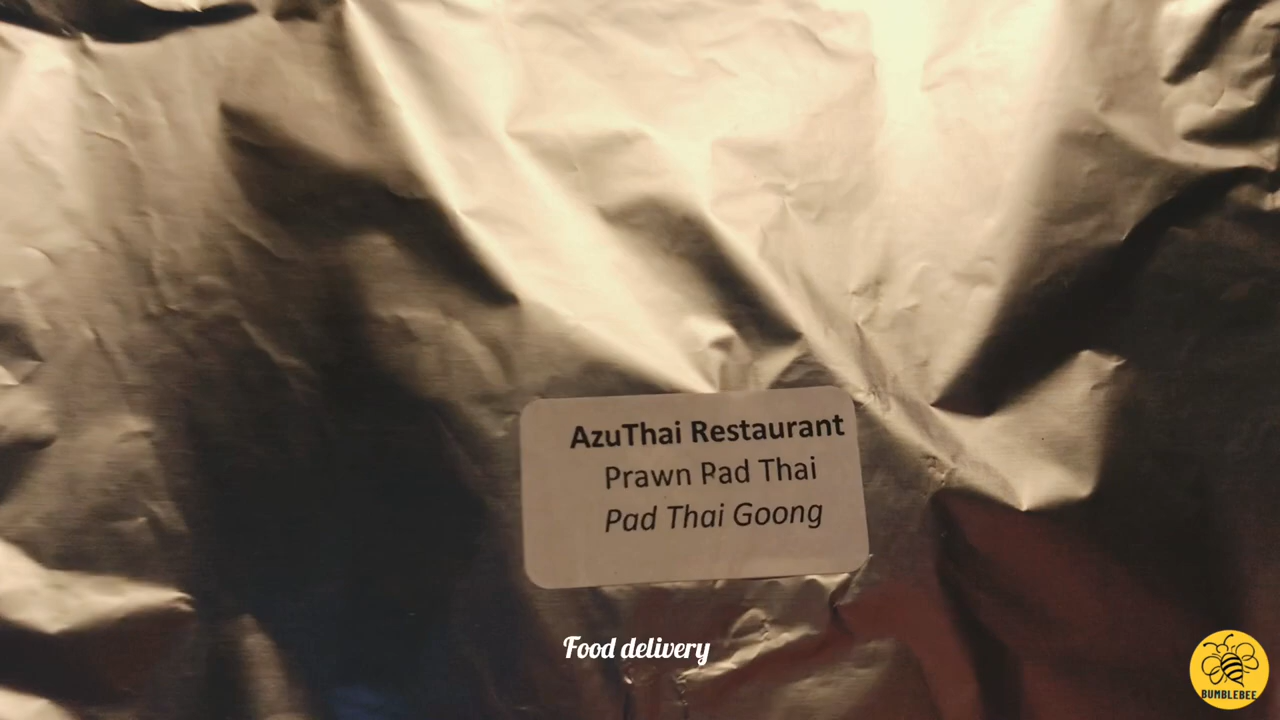 AzuThai Restaurant
Prawn Pad Thai
Pad Thai Goong
Food delivery
BUMBLEBEE